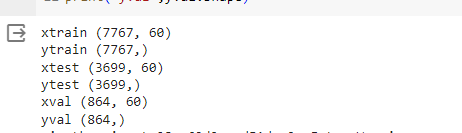 xtrain (7767, 60)
ytrain (7767,)
xtest (3699, 60)
ytest (3699,)
xval (864, 60)
yval (864,)